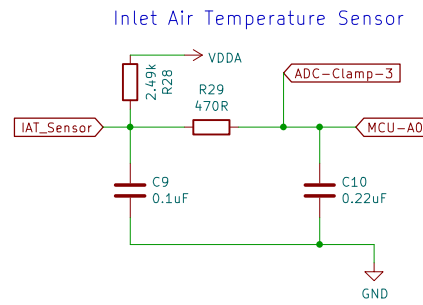 Inlet Air Temperature Sensor
VDDA
2.49k
R28
ADC-Clamp-3
R29
470R
IAT_Sensor
MCU-A0
C9
0.1uF
C10
0.22uF
GND